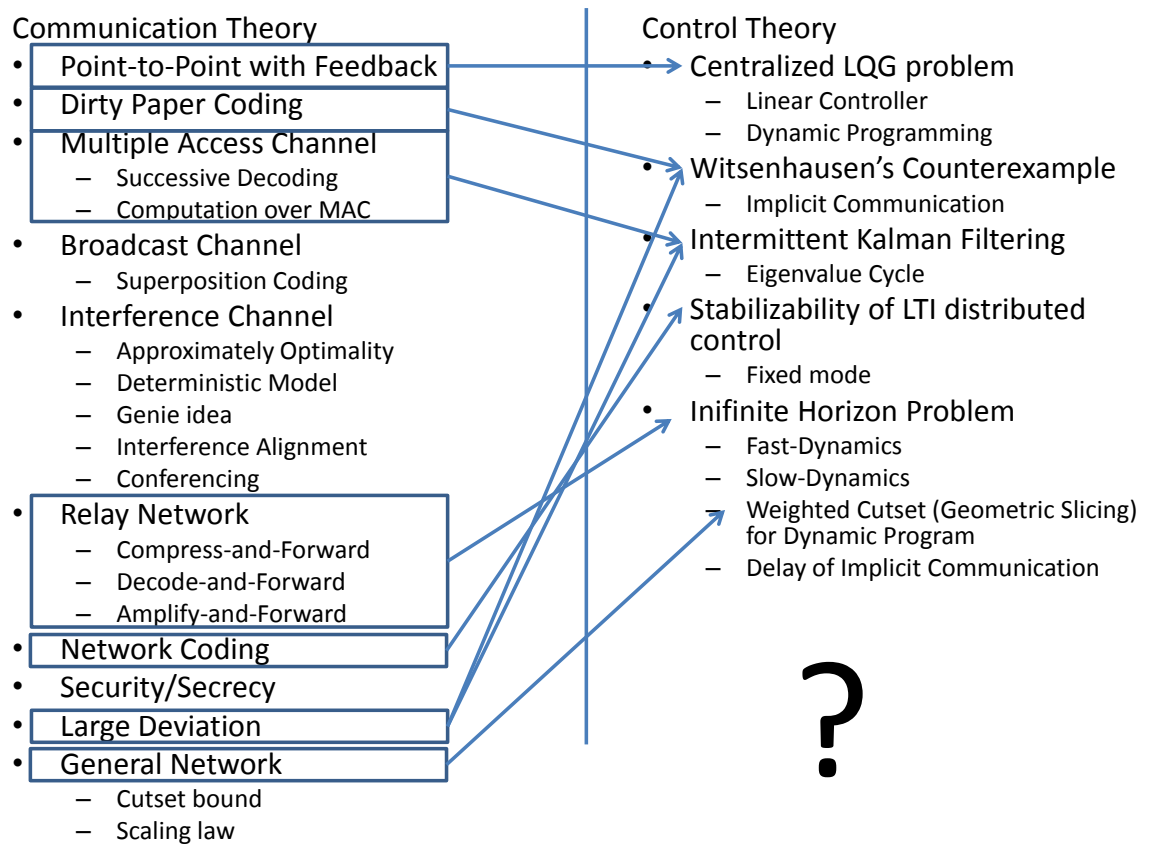 Communication Theory
• Point-to-Point with Feedback
• Dirty Paper Coding
• Multiple Access Channel
– Successive Decoding
– Computation over MAC
• Broadcast Channel
– Superposition Coding
• Interference Channel
– Approximately Optimality
– Deterministic Model
– Genie idea
– Interference Alignment
– Conferencing
• Relay Network
– Compress-and-Forward
– Decode-and-Forward
– Amplify-and-Forward
• Network Coding
• Security/Secrecy
• Large Deviation
• General Network
– Cutset bound
– Scaling law
Control Theory
• Centralized LQG problem
– Linear Controller
– Dynamic Programming
• Witsenhausen’s Counterexample
– Implicit Communication
• Intermittent Kalman Filtering
– Eigenvalue Cycle
• Stabilizability of LTI distributed
control
– Fixed mode
• Inifinite Horizon Problem
– Fast-Dynamics
– Slow-Dynamics
– Weighted Cutset (Geometric Slicing)
for Dynamic Program
– Delay of Implicit Communication
?